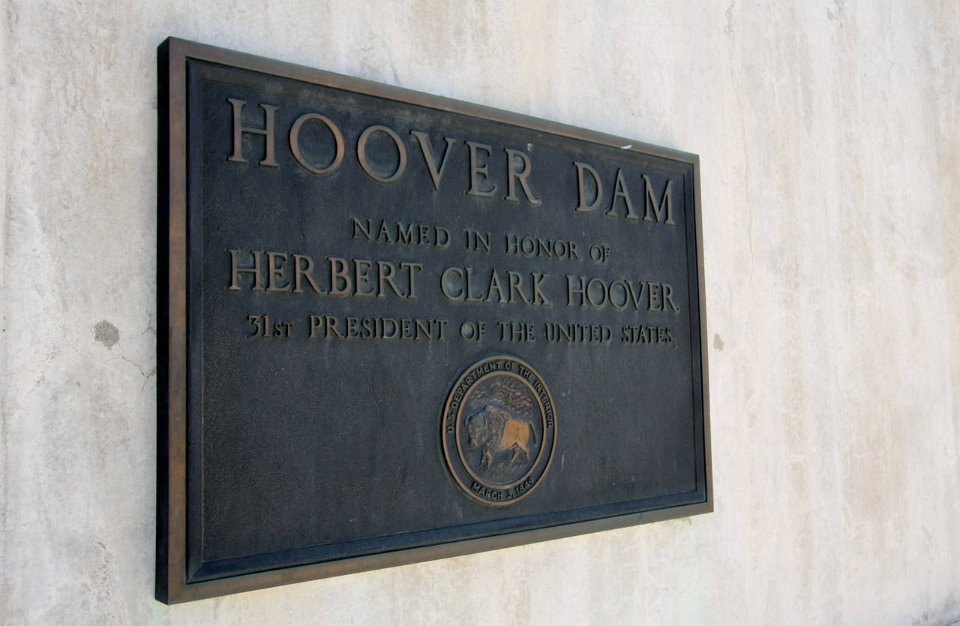 HOOVER DAM
NAMED IN HONOR OF
HERBERT CLARK HOOVER
31ST PRESIDENT OF THE UNITED STATES
U.S. DEPARTMENT OF THE INTERIOR
MARCH 3, 1849